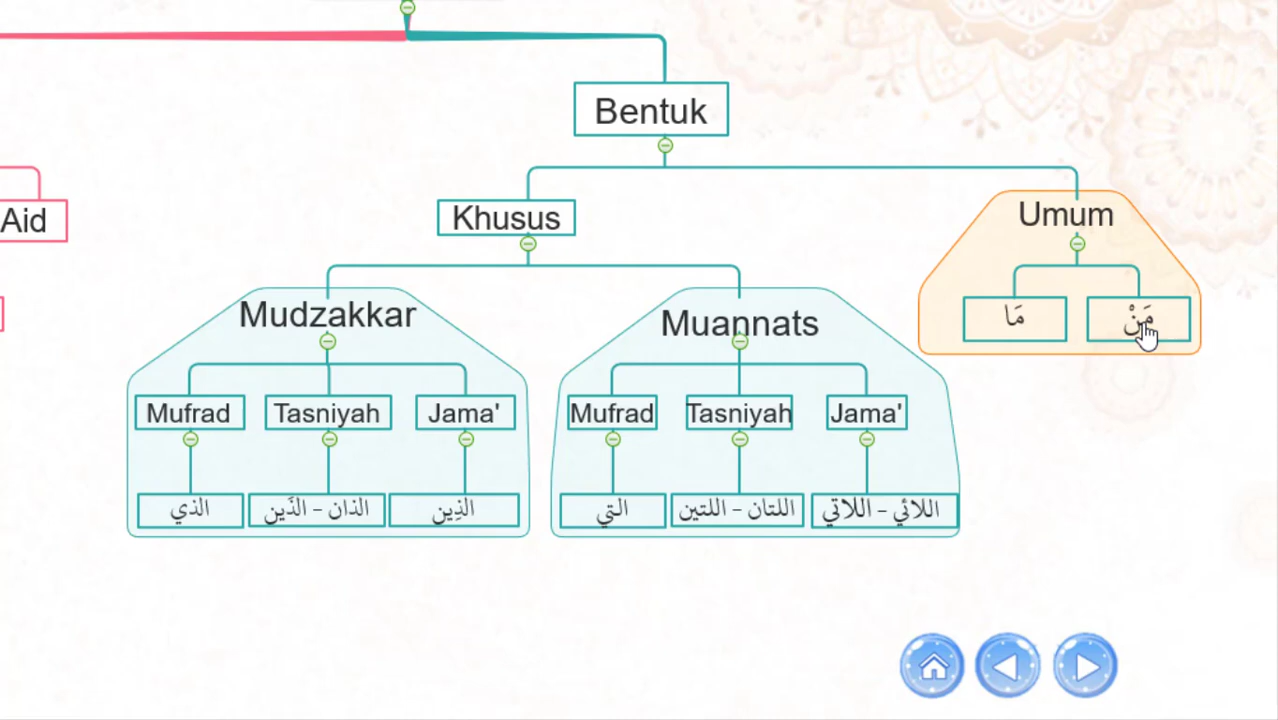 Bentuk
Khusus
Umum
Aid
مَا
مَنْ
Mudzakkar
Muannats
Mufrad
Tasniyah
Jama'
Mufrad
Tasniyah
Jama'
الذي
الذان - الذَين
الذِين
التي
اللتان - اللتين
اللائي - اللاتي